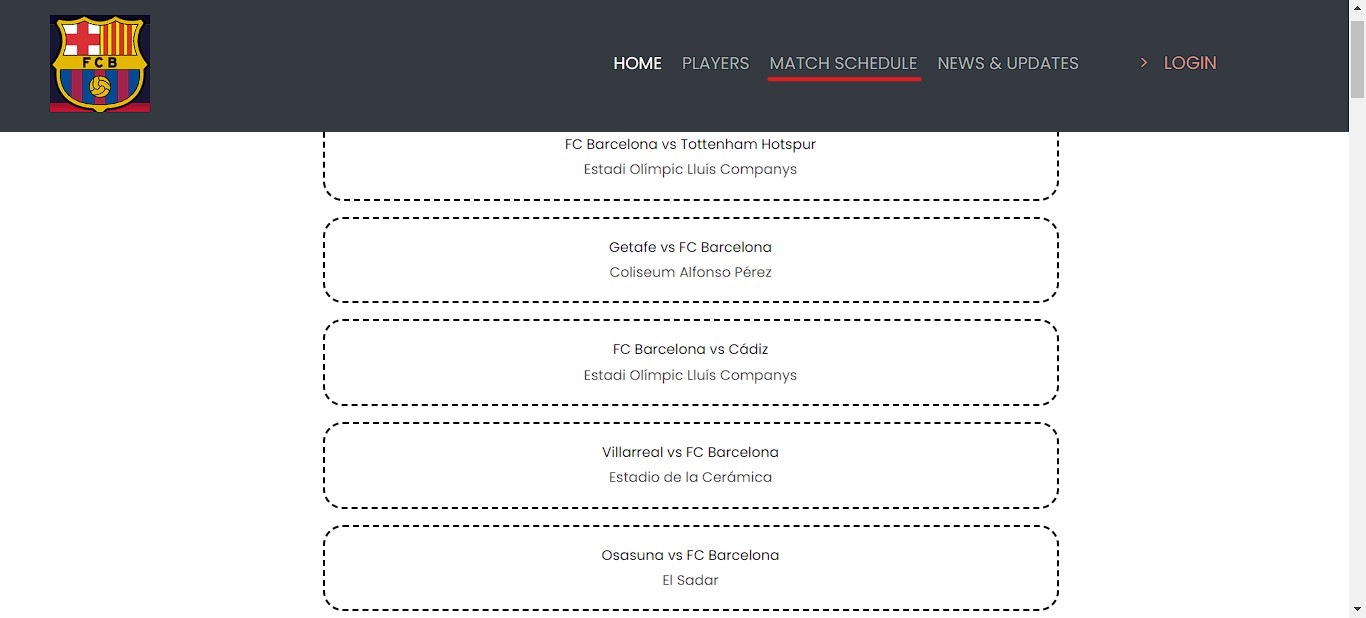 FCB
HOME
PLAYERS
MATCH SCHEDULE
NEWS & UPDATES
> LOGIN
FC Barcelona vs Tottenham Hotspur
Estadi Olímpic Lluís Companys
Getafe vs FC Barcelona
Coliseum Alfonso Pérez
FC Barcelona vs Cádiz
Estadi Olímpic Lluís Companys
Villarreal vs FC Barcelona
Estadio de la Cerámica
Osasuna vs FC Barcelona
El Sadar